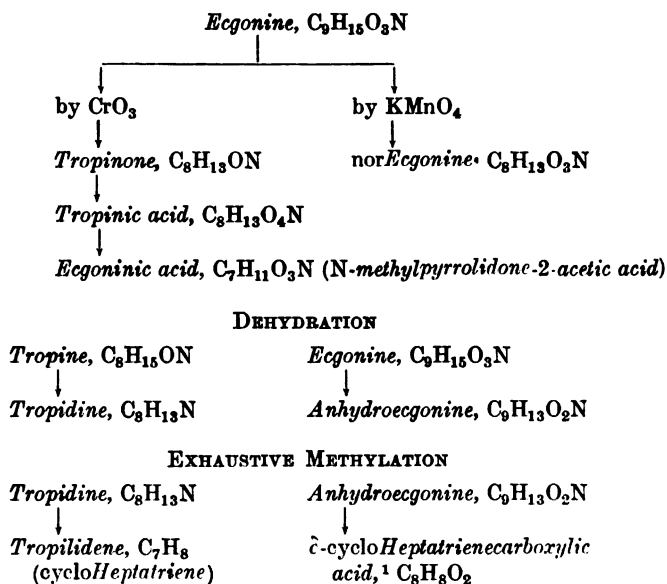 Ecgonine, C₉H₁₅O₃N
by CrO₃ by KMnO₄
Tropinone, C₈H₁₃ON norEcgonine· C₈H₁₃O₃N
Tropinic acid, C₈H₁₃O₄N
Ecgoninic acid, C₇H₁₁O₃N (N-methylpyrrolidone-2-acetic acid)
DEHYDRATION
Tropine, C₈H₁₅ON Ecgonine, C₉H₁₅O₃N
Tropidine, C₈H₁₃N Anhydroecgonine, C₉H₁₃O₂N
EXHAUSTIVE METHYLATION
Tropidine, C₈H₁₃N Anhydroecgonine, C₉H₁₃O₂N
Tropilidene, C₇H₈ cycloHeptatrienecarboxylic
(cycloHeptatriene) acid,¹ C₈H₈O₂